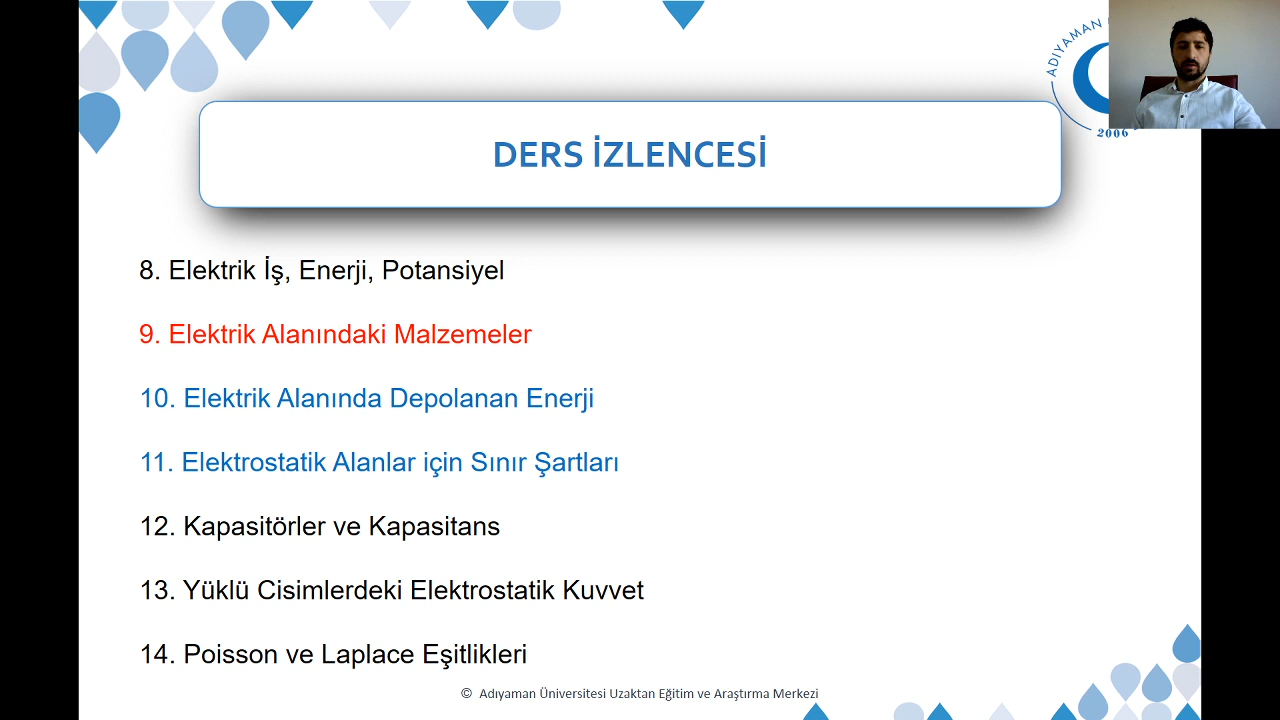 ADIYAMAN
2006
DERS İZLENCESİ
8. Elektrik İş, Enerji, Potansiyel
9. Elektrik Alanındaki Malzemeler
10. Elektrik Alanında Depolanan Enerji
11. Elektrostatik Alanlar için Sınır Şartları
12. Kapasitörler ve Kapasitans
13. Yüklü Cisimlerdeki Elektrostatik Kuvvet
14. Poisson ve Laplace Eşitlikleri
© Adıyaman Üniversitesi Uzaktan Eğitim ve Araştırma Merkezi